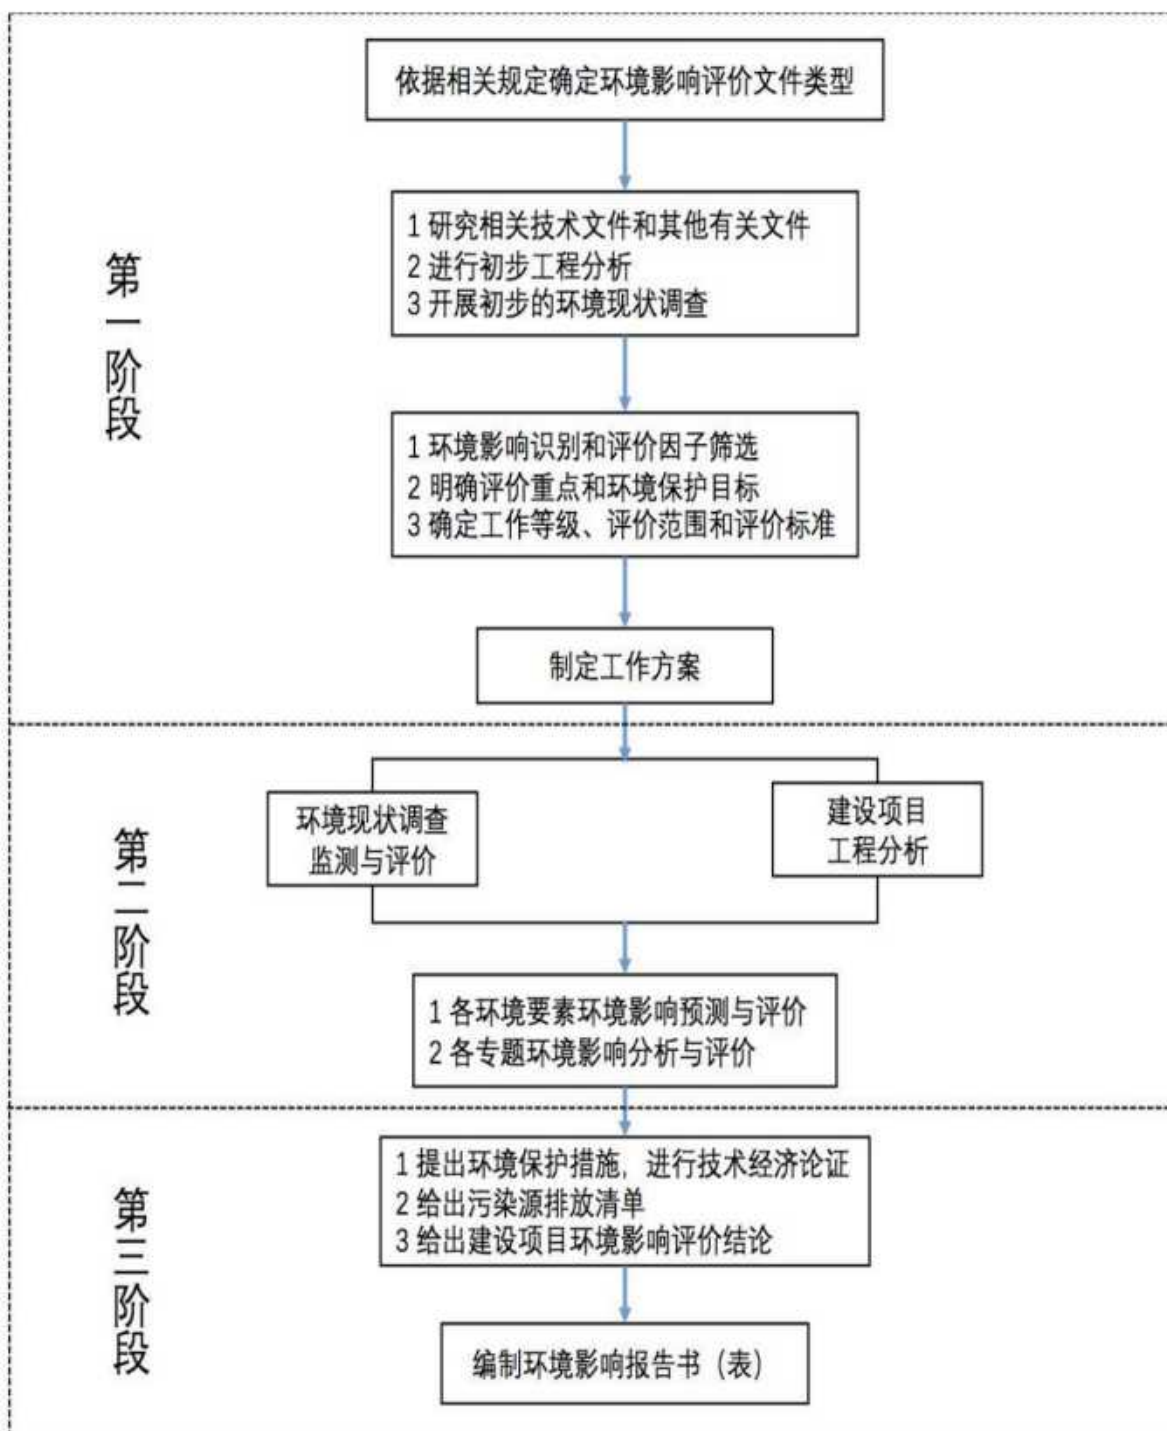 依据相关规定确定环境影响评价文件类型
第一阶段
1 研究相关技术文件和其他有关文件
2 进行初步工程分析
3 开展初步的环境现状调查
1 环境影响识别和评价因子筛选
2 明确评价重点和环境保护目标
3 确定工作等级、评价范围和评价标准
制定工作方案
第二阶段
环境现状调查
监测与评价
建设项目
工程分析
1 各环境要素环境影响预测与评价
2 各专题环境影响分析与评价
第三阶段
1 提出环境保护措施,进行技术经济论证
2 给出污染源排放清单
3 给出建设项目环境影响评价结论
编制环境影响报告书(表)